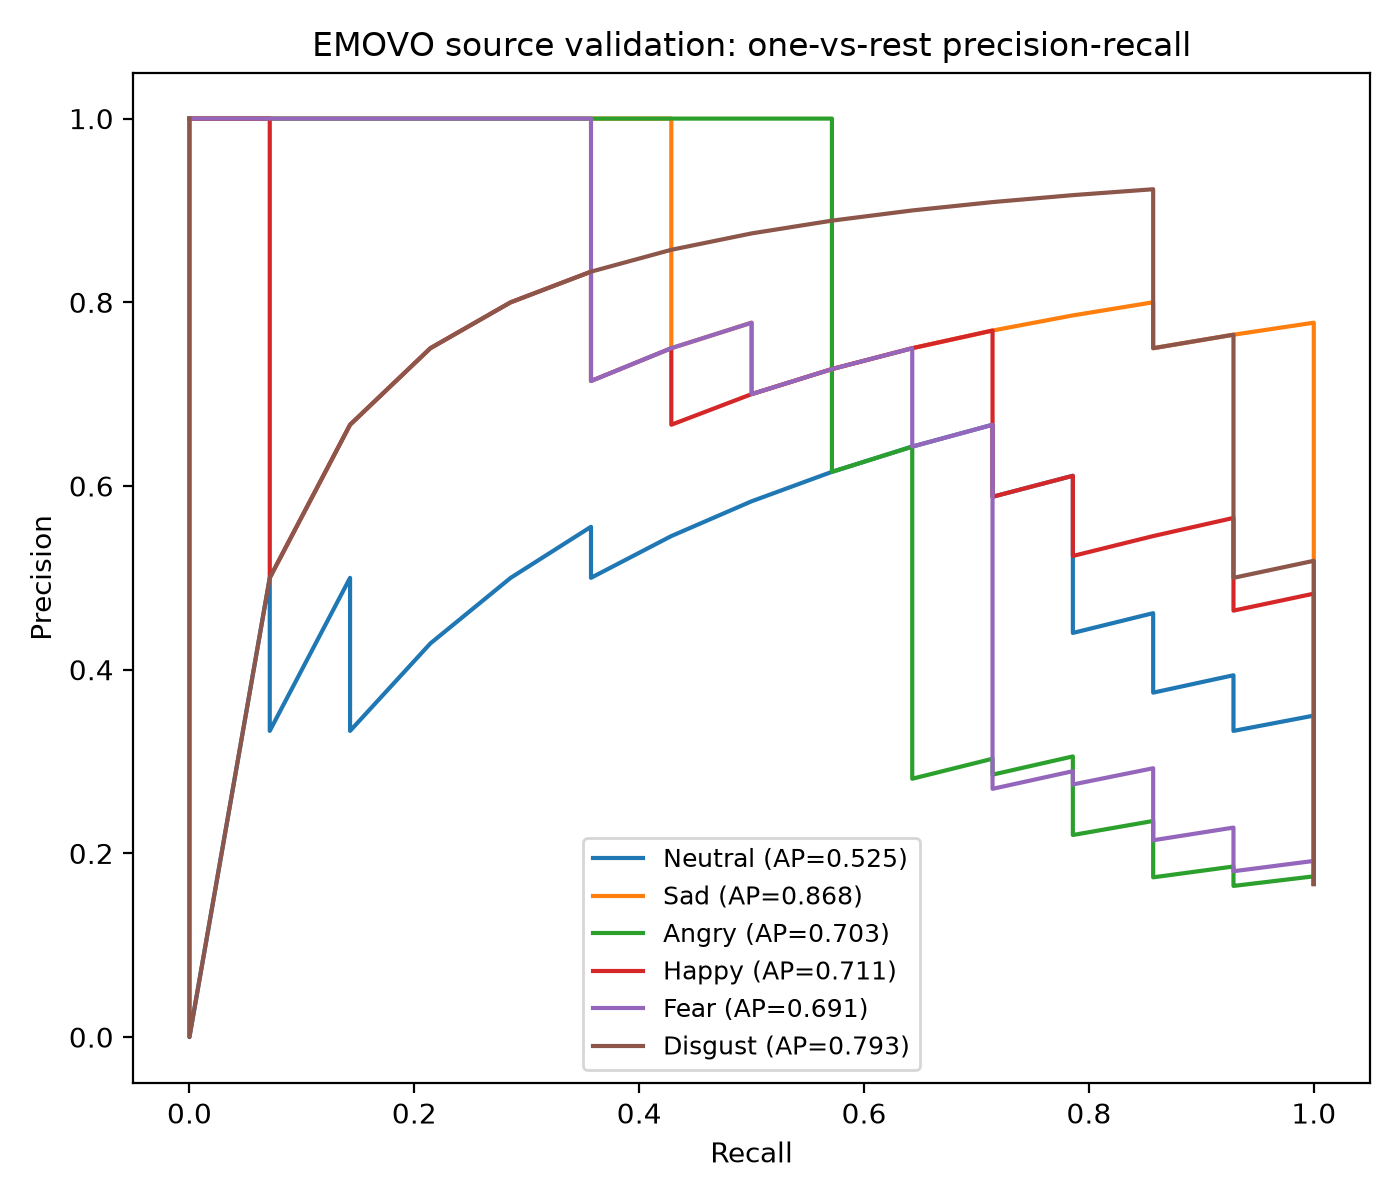 EMOVO source validation: one-vs-rest precision-recall
Precision
1.0
0.8
0.6
0.4
0.2
0.0
Neutral (AP=0.525)
Sad (AP=0.868)
Angry (AP=0.703)
Happy (AP=0.711)
Fear (AP=0.691)
Disgust (AP=0.793)
0.0 0.2 0.4 0.6 0.8 1.0
Recall